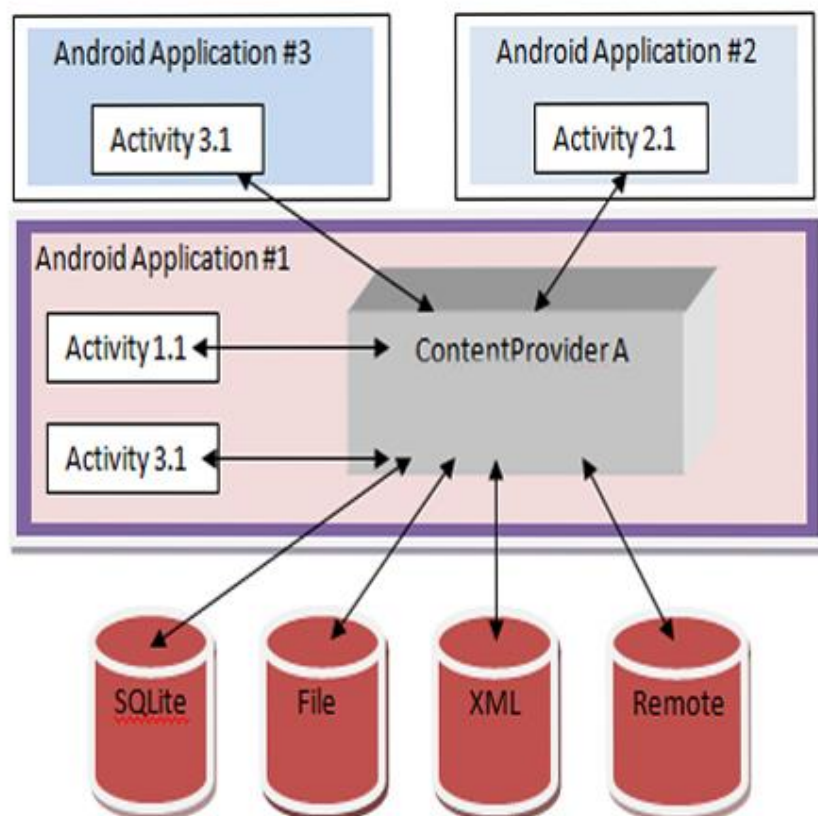 Android Application #3
Activity 3.1
Android Application #2
Activity 2.1
Android Application #1
Activity 1.1
ContentProvider A
Activity 3.1
SQLite
File
XML
Remote